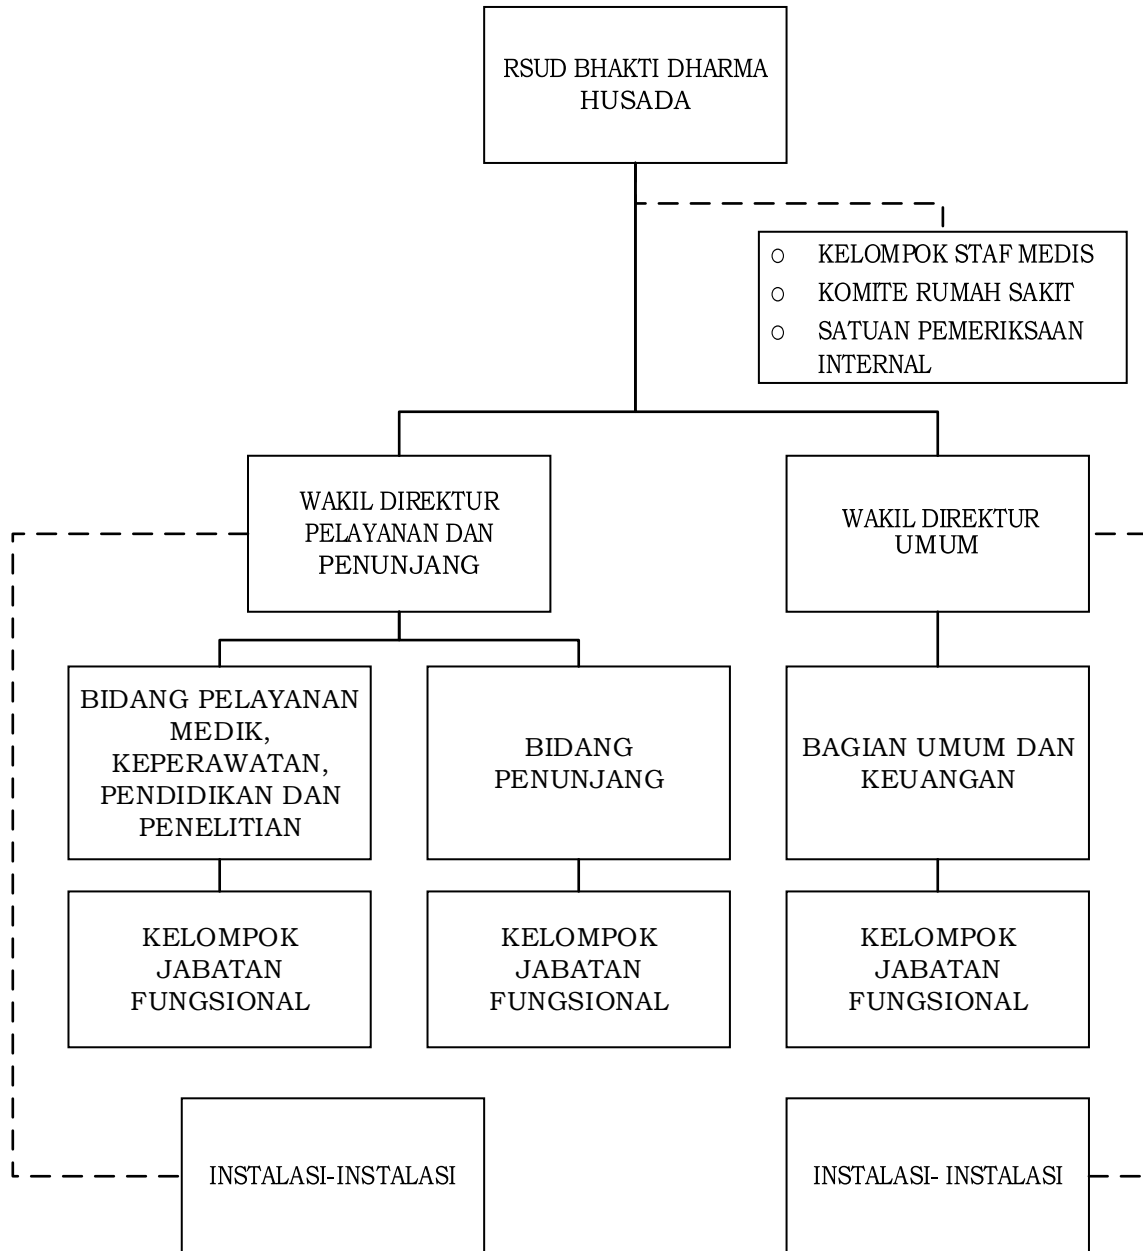 RSUD BHAKTI DHARMA
HUSADA
○ KELOMPOK STAF MEDIS
○ KOMITE RUMAH SAKIT
○ SATUAN PEMERIKSAAN
INTERNAL
WAKIL DIREKTUR
PELAYANAN DAN
PENUNJANG
WAKIL DIREKTUR
UMUM
BIDANG PELAYANAN
MEDIK,
KEPERAWATAN,
PENDIDIKAN DAN
PENELITIAN
BIDANG
PENUNJANG
BAGIAN UMUM DAN
KEUANGAN
KELOMPOK
JABATAN
FUNGSIONAL
KELOMPOK
JABATAN
FUNGSIONAL
KELOMPOK
JABATAN
FUNGSIONAL
INSTALASI-INSTALASI
INSTALASI- INSTALASI